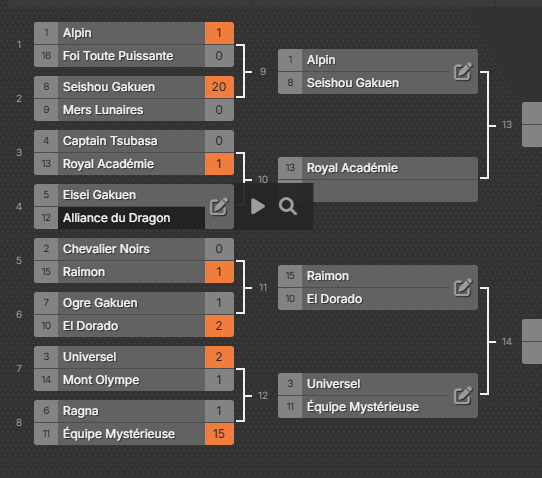 1
1 Alpin 1
16 Foi Toute Puissante 0
2
8 Seishou Gakuen 20
9 Mers Lunaires 0
3
4 Captain Tsubasa 0
13 Royal Académie 1
4
5 Eisei Gakuen
12 Alliance du Dragon
5
2 Chevalier Noirs 0
15 Raimon 1
6
7 Ogre Gakuen 1
10 El Dorado 2
7
3 Universel 2
14 Mont Olympe 1
8
6 Ragna 1
11 Équipe Mystérieuse 15
9
1 Alpin
8 Seishou Gakuen
10
13 Royal Académie
11
15 Raimon
10 El Dorado
12
3 Universel
11 Équipe Mystérieuse
13
14